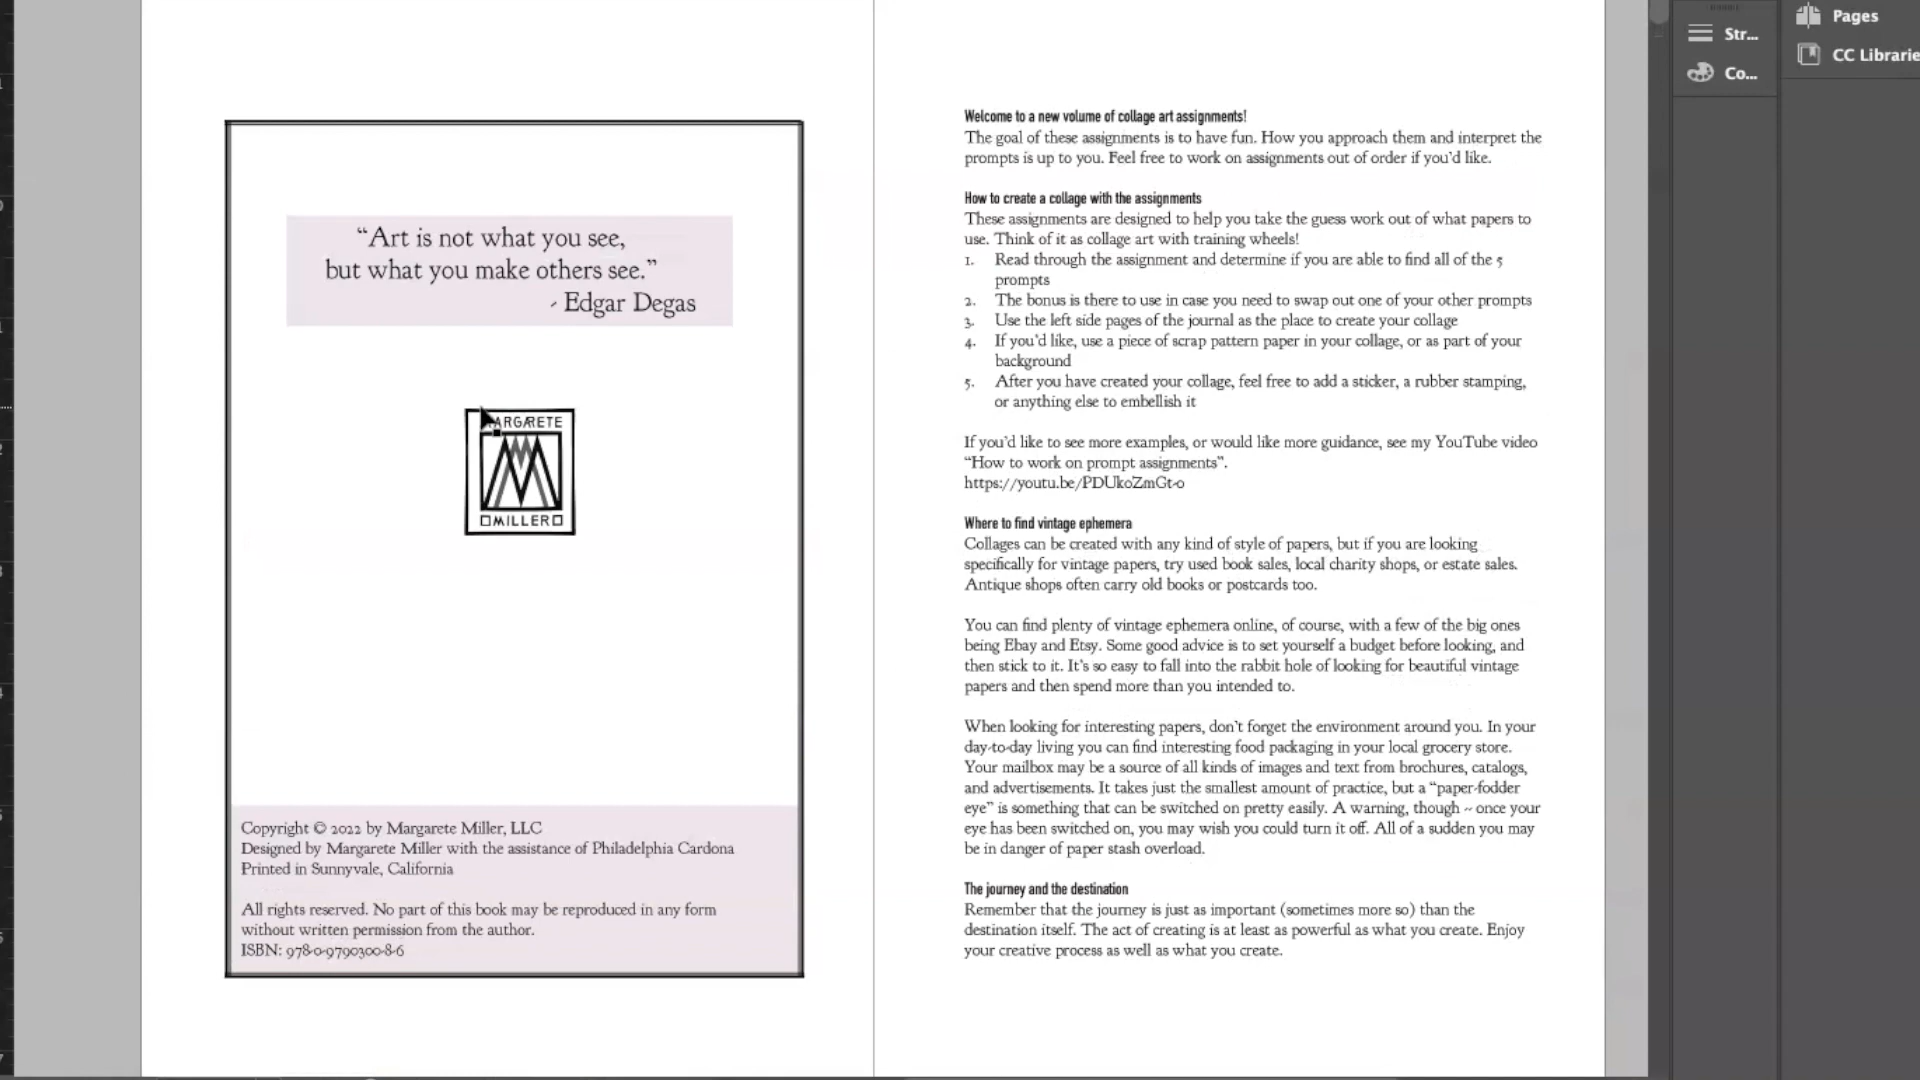 Pages
Str...
CC Librarie
Co...
“Art is not what you see,
but what you make others see.”
- Edgar Degas
ARGARETE
MILLER
Copyright © 2022 by Margarete Miller, LLC
Designed by Margarete Miller with the assistance of Philadelphia Cardona
Printed in Sunnyvale, California
All rights reserved. No part of this book may be reproduced in any form
without written permission from the author.
ISBN: 978-0-9790300-8-6
Welcome to a new volume of collage art assignments!
The goal of these assignments is to have fun. How you approach them and interpret the
prompts is up to you. Feel free to work on assignments out of order if you’d like.
How to create a collage with the assignments
These assignments are designed to help you take the guess work out of what papers to
use. Think of it as collage art with training wheels!
1. Read through the assignment and determine if you are able to find all of the 5
prompts
2. The bonus is there to use in case you need to swap out one of your other prompts
3. Use the left side pages of the journal as the place to create your collage
4. If you’d like, use a piece of scrap pattern paper in your collage, or as part of your
background
5. After you have created your collage, feel free to add a sticker, a rubber stamping,
or anything else to embellish it
If you’d like to see more examples, or would like more guidance, see my YouTube video
“How to work on prompt assignments”.
https://youtu.be/PDUkoZmGt-o
Where to find vintage ephemera
Collages can be created with any kind of style of papers, but if you are looking
specifically for vintage papers, try used book sales, local charity shops, or estate sales.
Antique shops often carry old books or postcards too.
You can find plenty of vintage ephemera online, of course, with a few of the big ones
being Ebay and Etsy. Some good advice is to set yourself a budget before looking, and
then stick to it. It’s so easy to fall into the rabbit hole of looking for beautiful vintage
papers and then spend more than you intended to.
When looking for interesting papers, don’t forget the environment around you. In your
day-to-day living you can find interesting food packaging in your local grocery store.
Your mailbox may be a source of all kinds of images and text from brochures, catalogs,
and advertisements. It takes just the smallest amount of practice, but a “paper-fodder
eye” is something that can be switched on pretty easily. A warning, though ~ once your
eye has been switched on, you may wish you could turn it off. All of a sudden you may
be in danger of paper stash overload.
The journey and the destination
Remember that the journey is just as important (sometimes more so) than the
destination itself. The act of creating is at least as powerful as what you create. Enjoy
your creative process as well as what you create.